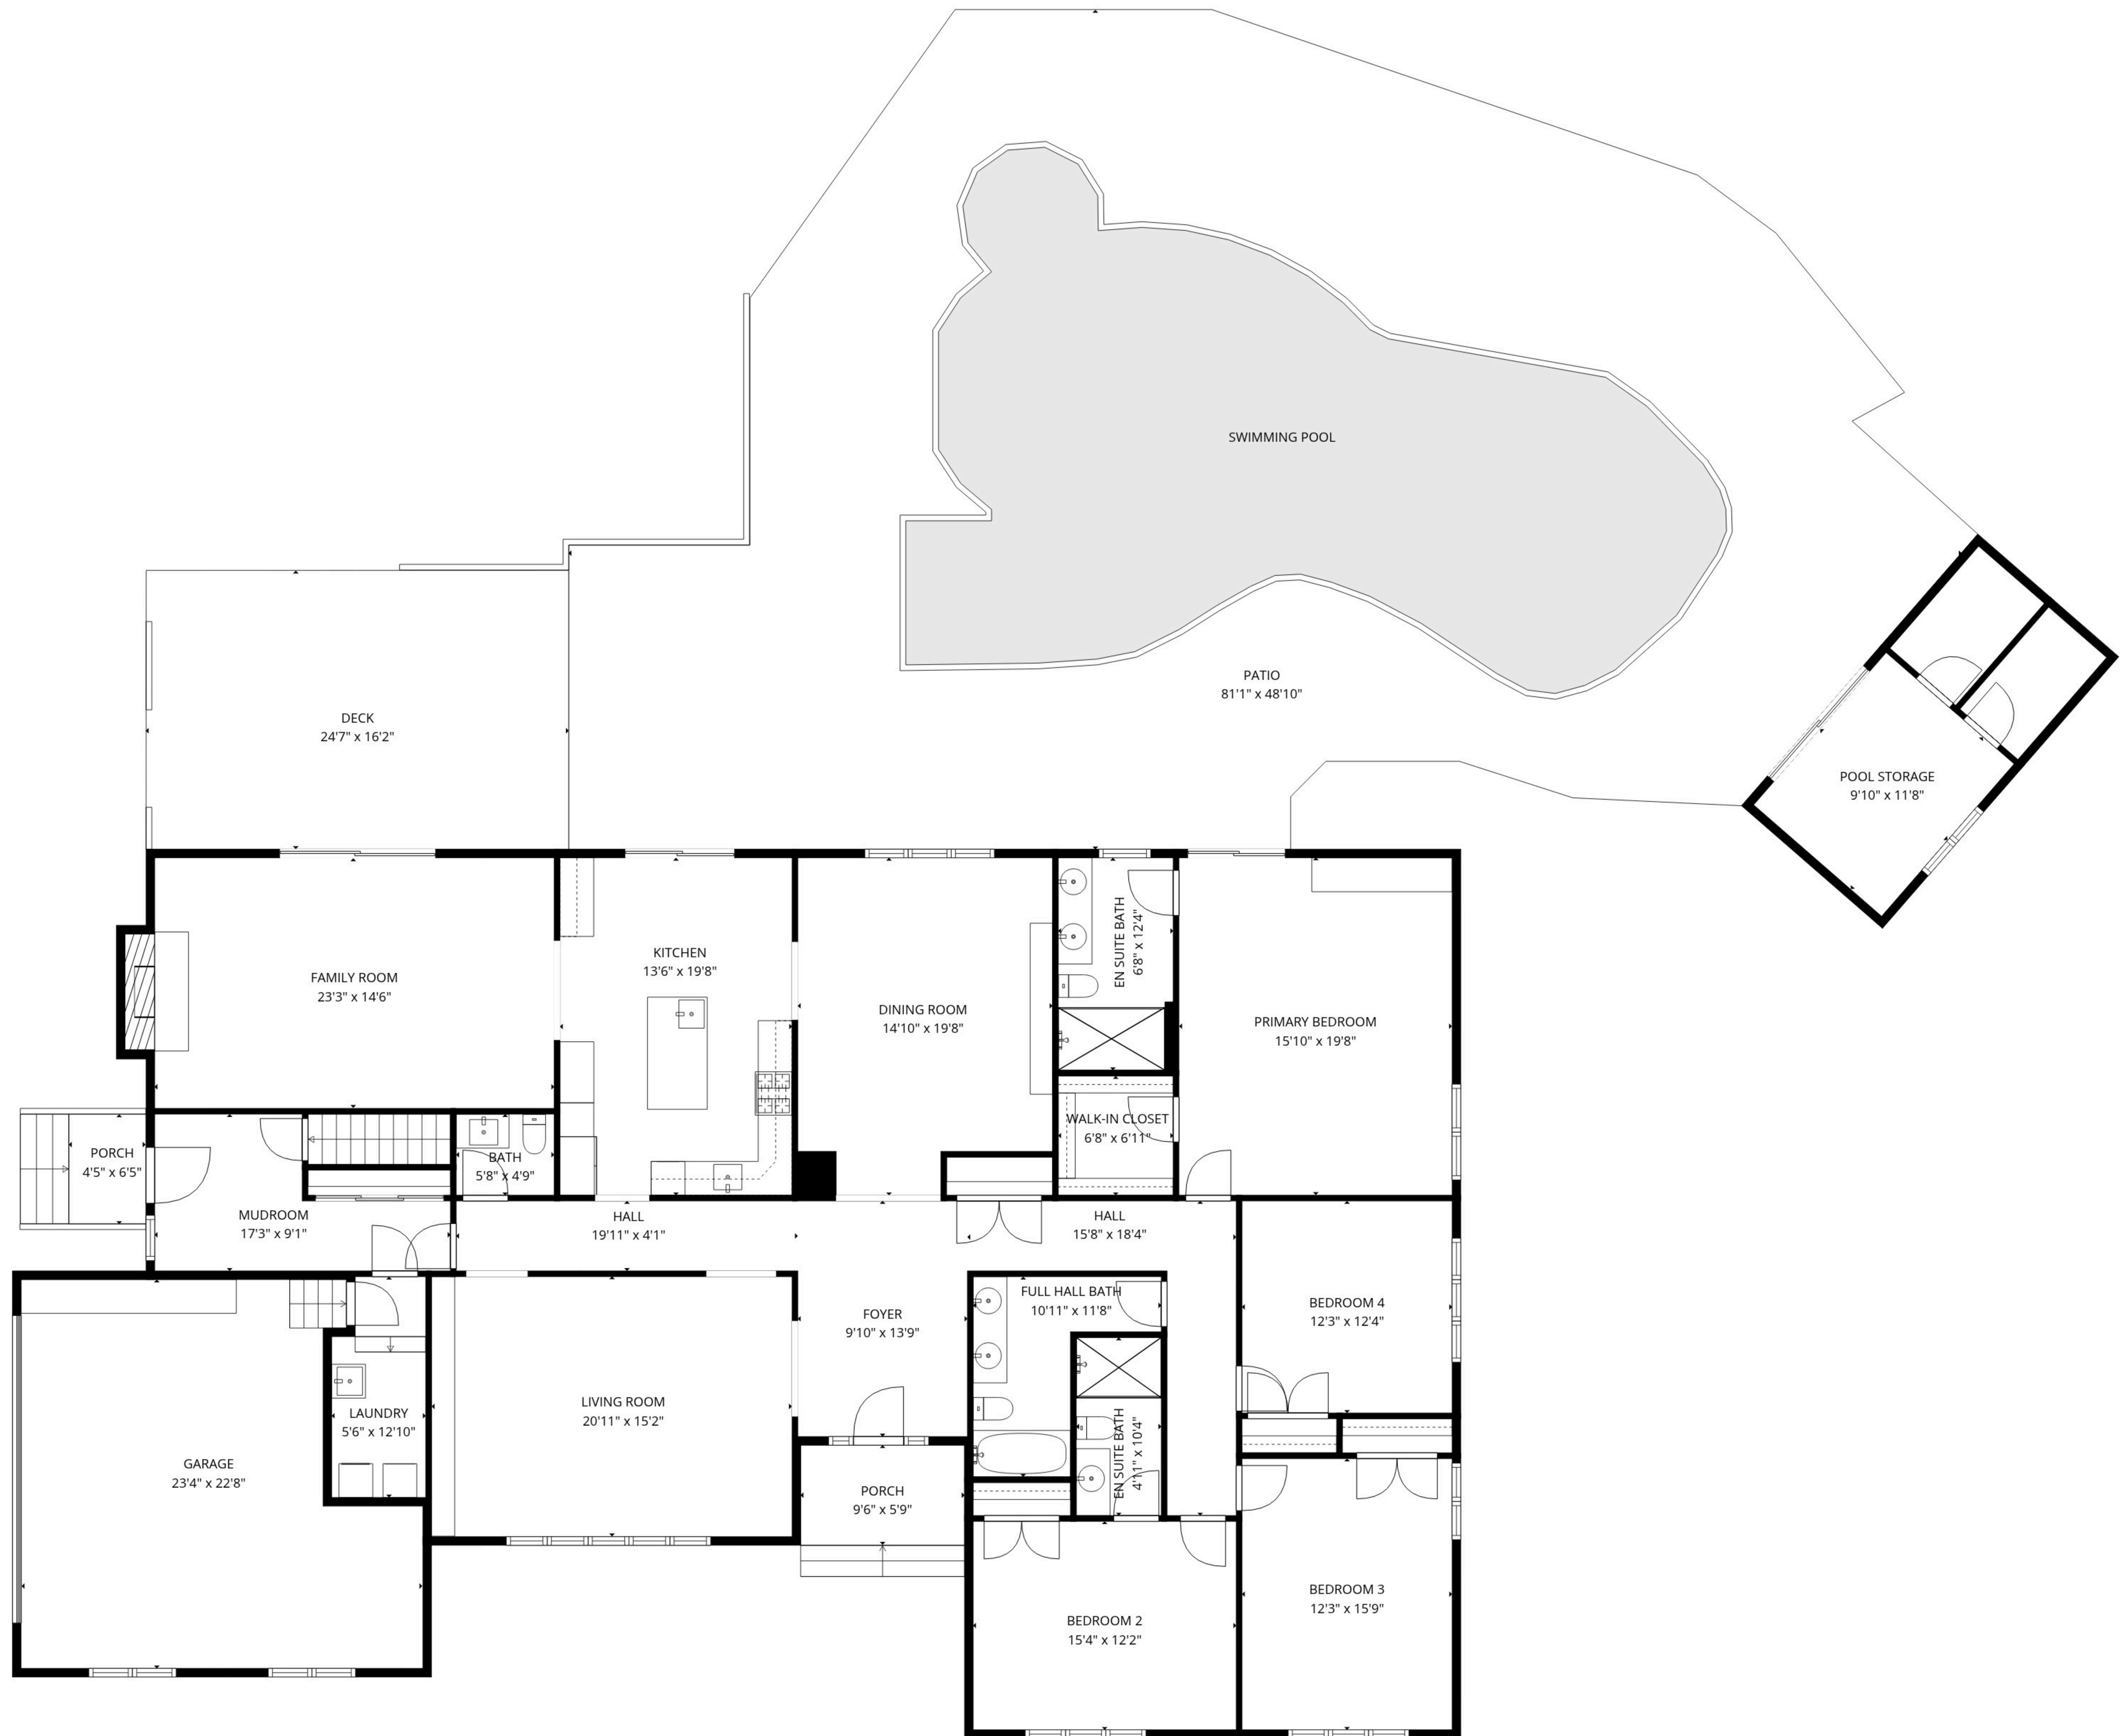 SWIMMING POOL
PATIO
81'1" x 48'10"
DECK
24'7" x 16'2"
POOL STORAGE
9'10" x 11'8"
FAMILY ROOM
23'3" x 14'6"
KITCHEN
13'6" x 19'8"
DINING ROOM
14'10" x 19'8"
EN SUITE BATH
6'8" x 12'4"
PRIMARY BEDROOM
15'10" x 19'8"
WALK-IN CLOSET
6'8" x 6'11"
PORCH
4'5" x 6'5"
BATH
5'8" x 4'9"
MUDROOM
17'3" x 9'1"
HALL
19'11" x 4'1"
HALL
15'8" x 18'4"
FULL HALL BATH
10'11" x 11'8"
FOYER
9'10" x 13'9"
BEDROOM 4
12'3" x 12'4"
LIVING ROOM
20'11" x 15'2"
LAUNDRY
5'6" x 12'10"
EN SUITE BATH
4'11" x 10'4"
GARAGE
23'4" x 22'8"
PORCH
9'6" x 5'9"
BEDROOM 3
12'3" x 15'9"
BEDROOM 2
15'4" x 12'2"